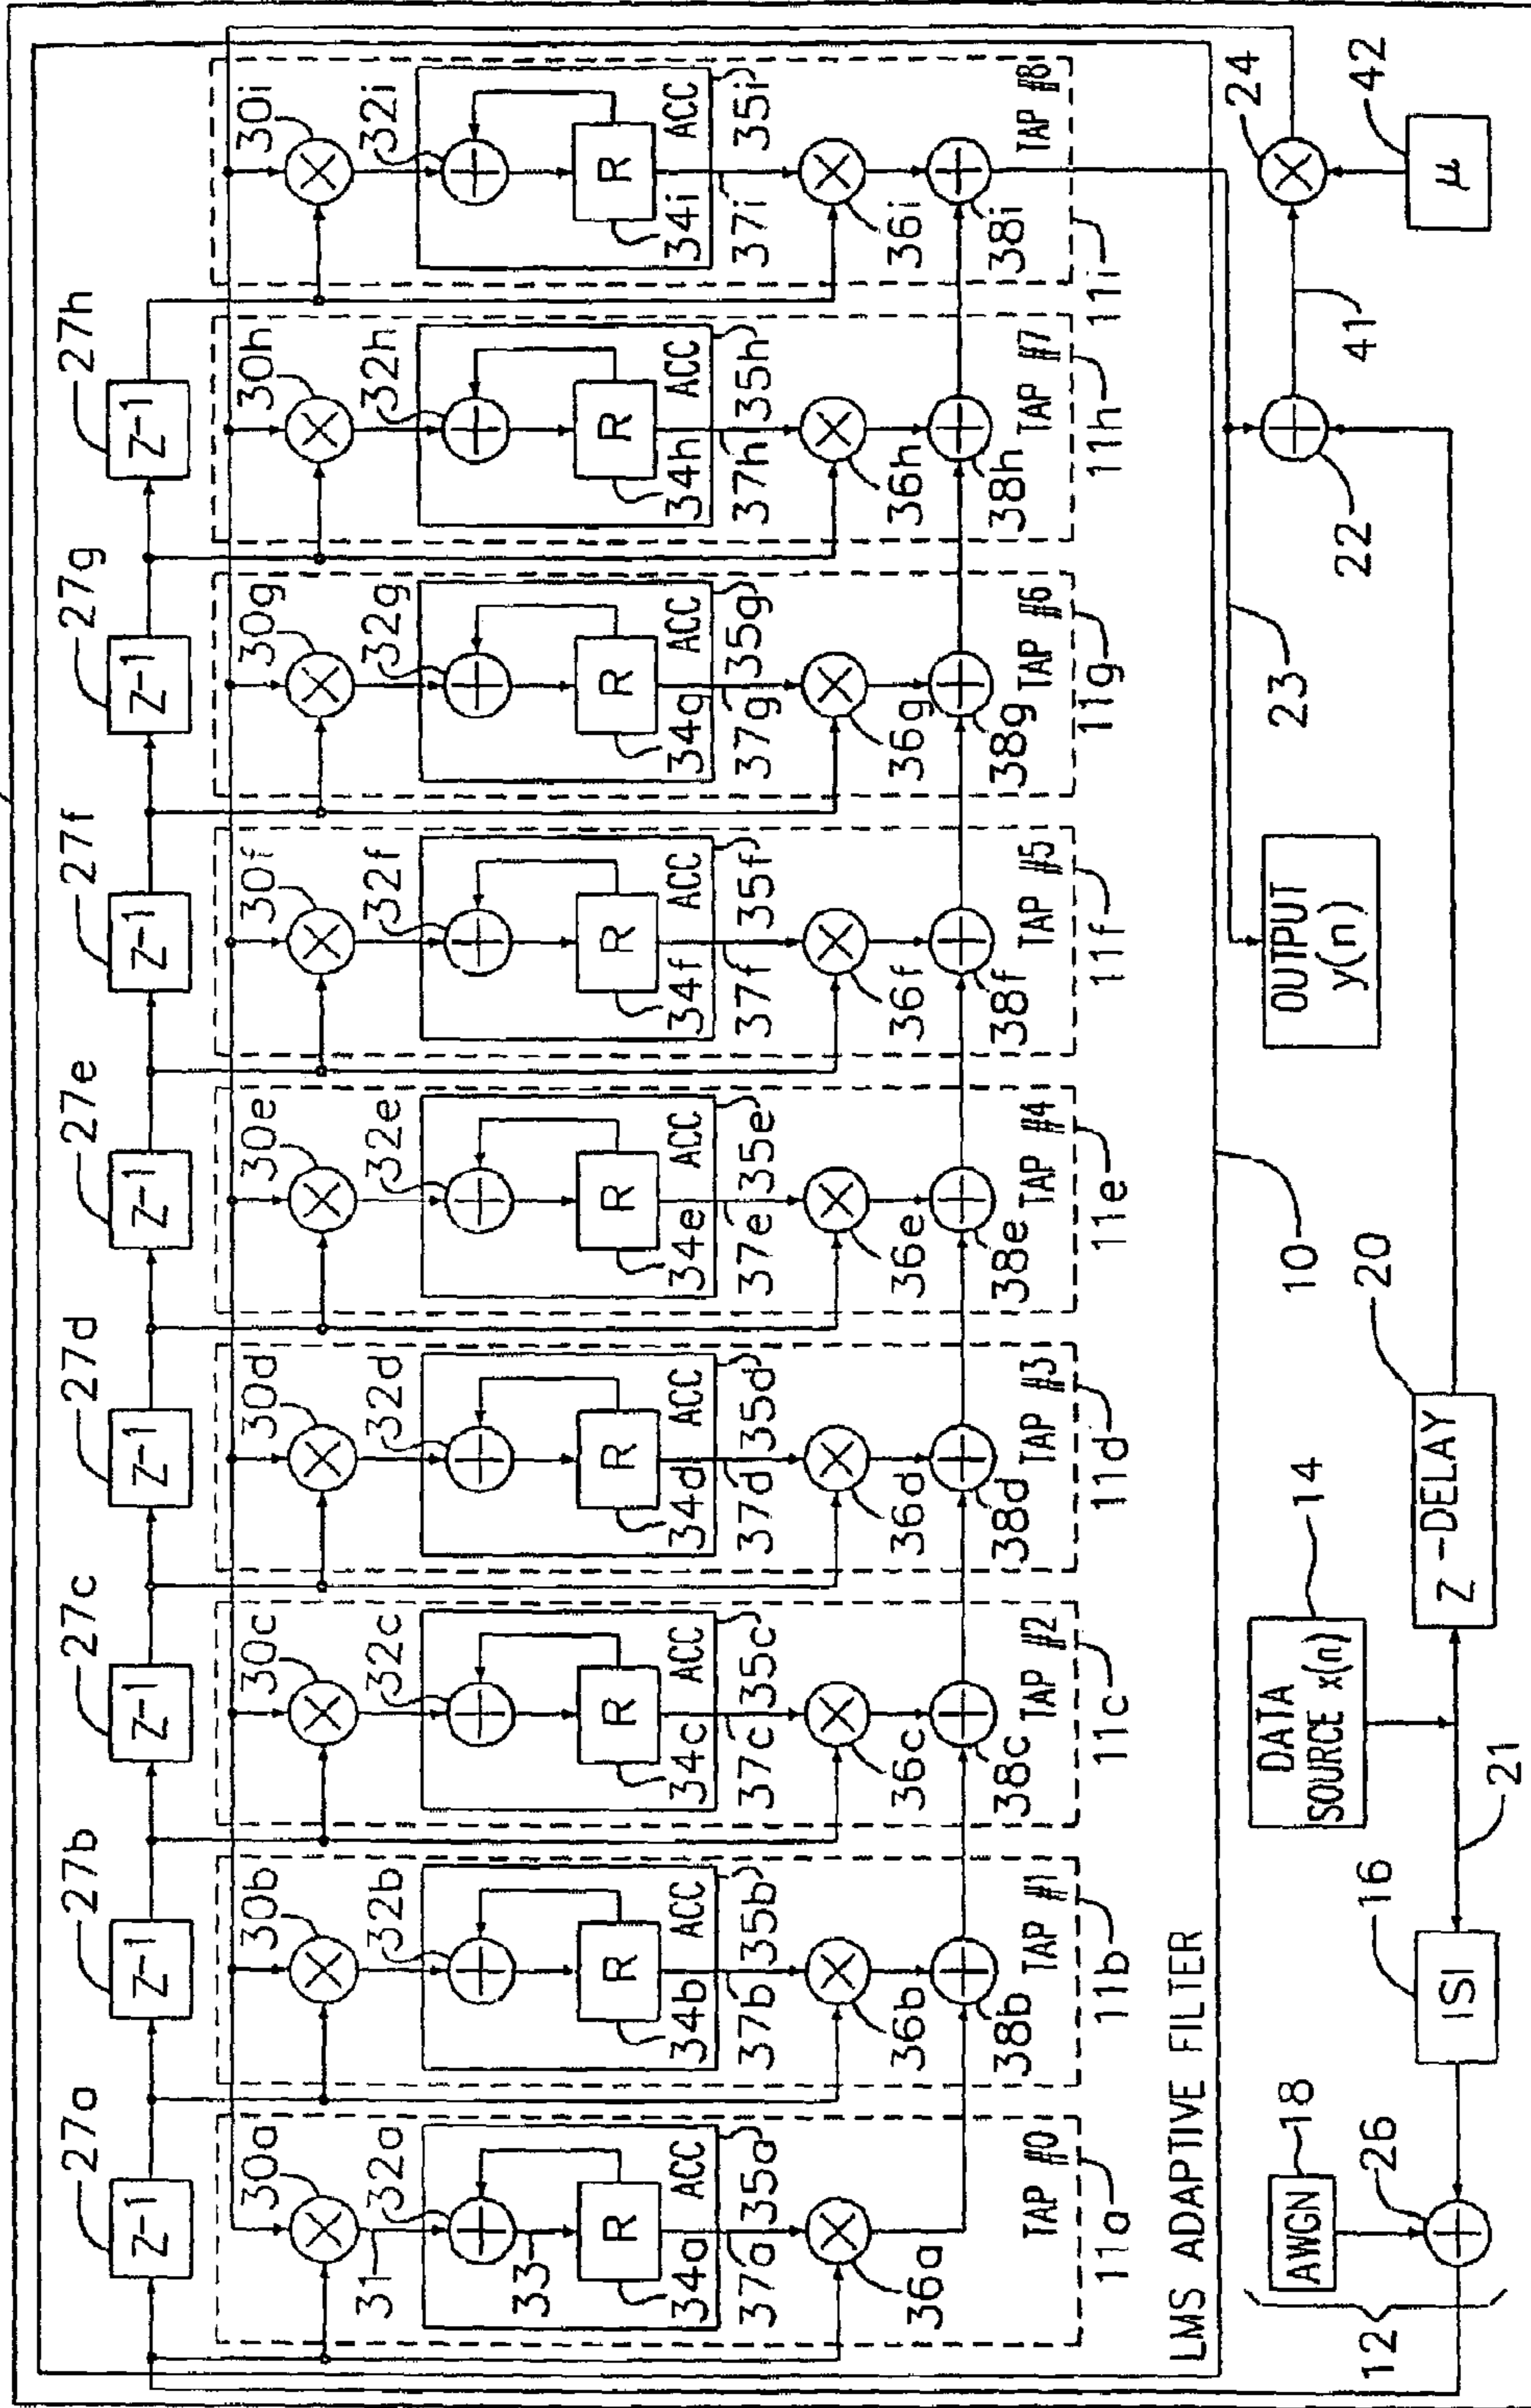 27a
27b
27c
27d
27e
27f
27g
27h
Z-1
Z-1
Z-1
Z-1
Z-1
Z-1
Z-1
Z-1
30a
30b
30c
30d
30e
30f
30g
30h
30i
31
32a
32b
32c
32d
32e
32f
32g
32h
32i
33
R
R
R
R
R
R
R
R
R
ACC
ACC
ACC
ACC
ACC
ACC
ACC
ACC
ACC
34a
34b
34c
34d
34e
34f
34g
34h
34i
37a
35a
37b
35b
37c
35c
37d
35d
37e
35e
37f
35f
37g
35g
37h
35h
37i
35i
36a
36b
36c
36d
36e
36f
36g
36h
36i
38b
38c
38d
38e
38f
38g
38h
38i
TAP #0
TAP #1
TAP #2
TAP #3
TAP #4
TAP #5
TAP #6
TAP #7
TAP #8
11a
11b
11c
11d
11e
11f
11g
11h
11i
LMS ADAPTIVE FILTER
10
12
AWGN
18
26
ISI
16
21
DATA
SOURCE x(n)
14
Z -DELAY
20
OUTPUT
y(n)
23
22
41
24
μ
42